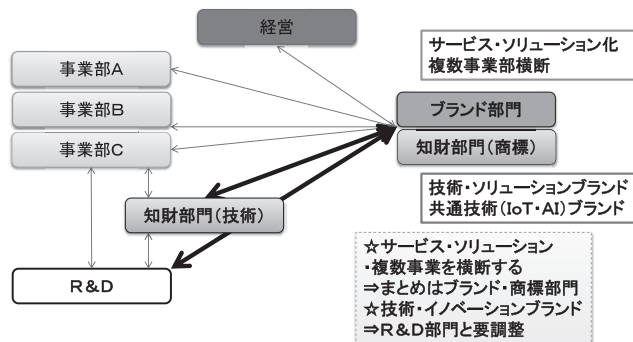 経営
サービス・ソリューション化
複数事業部横断
事業部A
事業部B
事業部C
ブランド部門
知財部門(商標)
技術・ソリューションブランド
共通技術(IoT・AI)ブランド
知財部門(技術)
R&D
☆サービス・ソリューション
・複数事業を横断する
⇒まとめはブランド・商標部門
☆技術・イノベーションブランド
⇒R&D部門と要調整